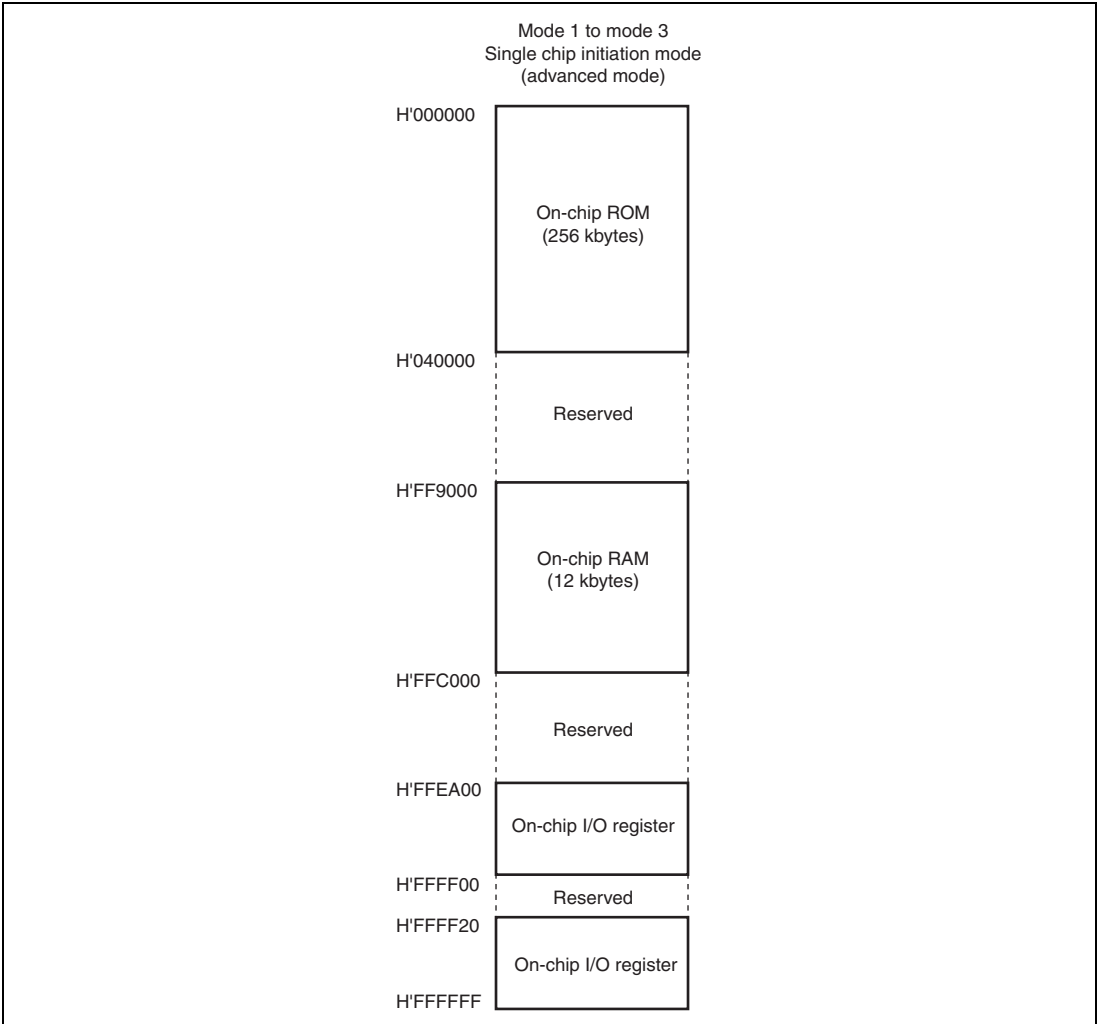 Mode 1 to mode 3
Single chip initiation mode
(advanced mode)
H'000000
On-chip ROM
(256 kbytes)
H'040000
Reserved
H'FF9000
On-chip RAM
(12 kbytes)
H'FFC000
Reserved
H'FFEA00
On-chip I/O register
H'FFFF00
Reserved
H'FFFF20
On-chip I/O register
H'FFFFFF